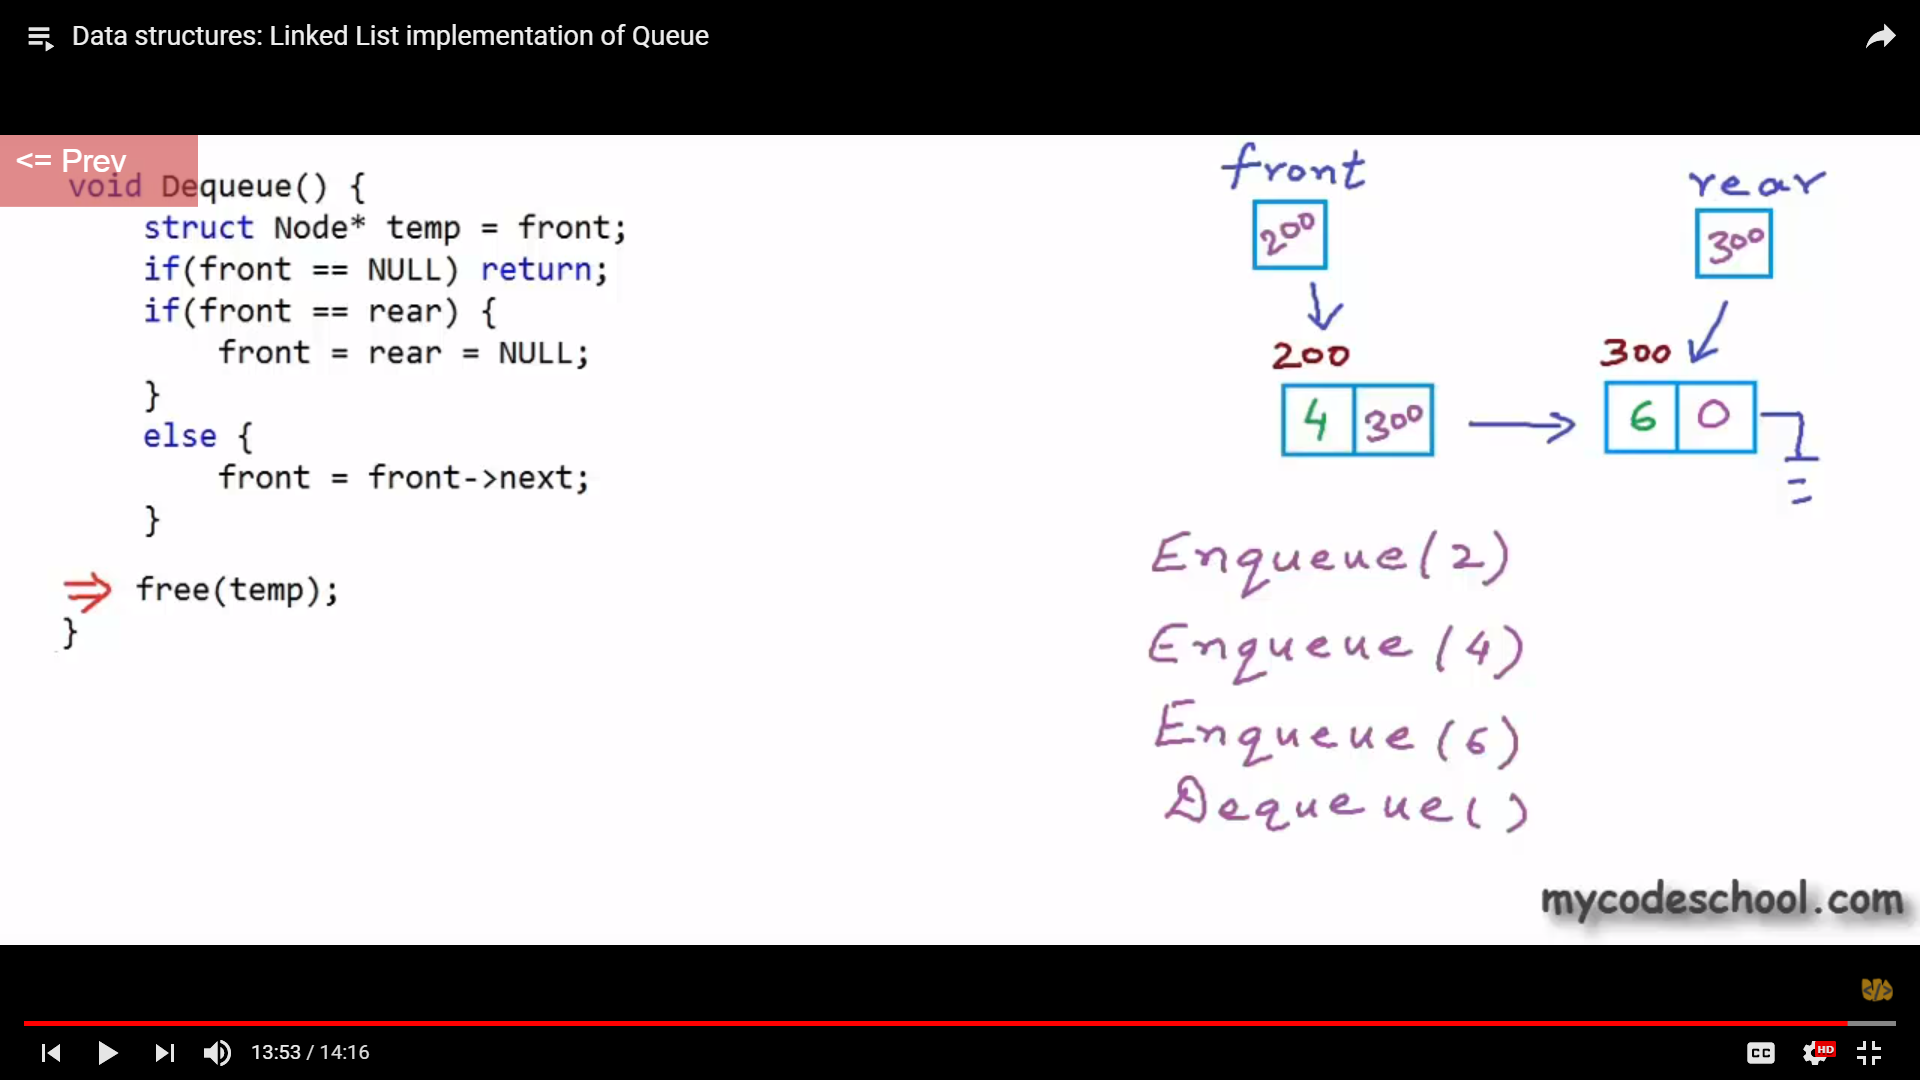 Data structures: Linked List implementation of Queue
<= Prev
void Dequeue() {
struct Node* temp = front;
if(front == NULL) return;
if(front == rear) {
front = rear = NULL;
}
else {
front = front->next;
}
free(temp);
}
front
rear
200
300
200
300
4 300
6 0
Enqueue(2)
Enqueue(4)
Enqueue(6)
Dequeue()
mycodeschool.com
</>
13:53 / 14:16
CC
HD